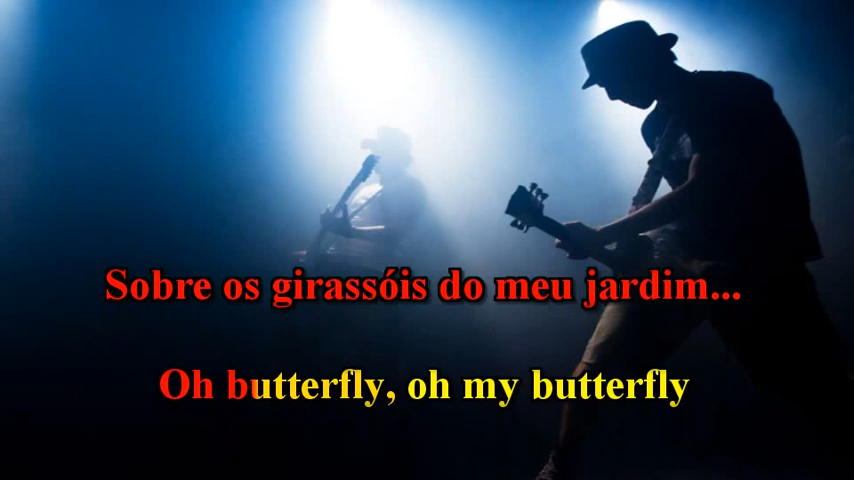 Sobre os girassóis do meu jardim...
Oh butterfly, oh my butterfly